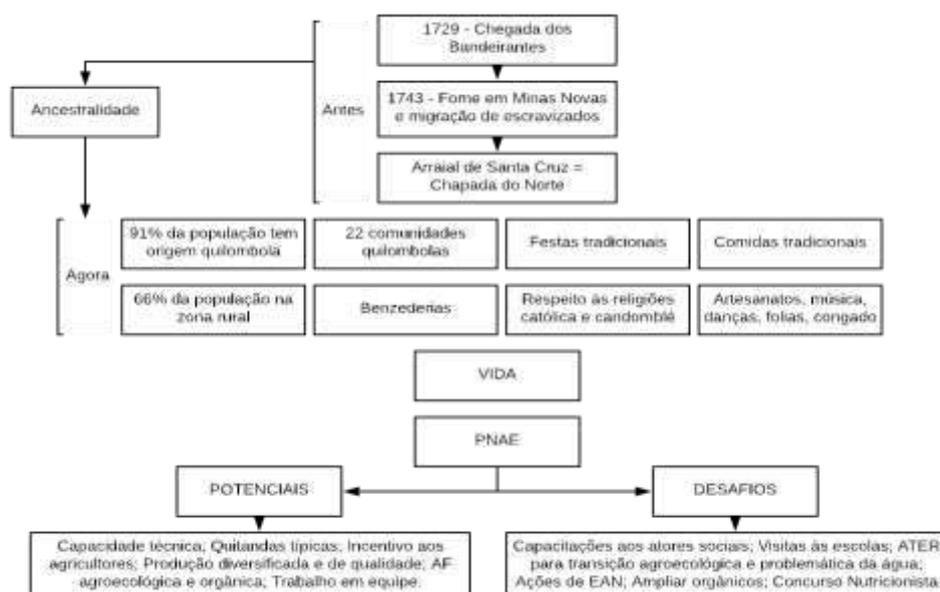 1729 - Chegada dos
Bandeirantes
Ancestralidade
Antes
1743 - Fome em Minas Novas
e migração de escravizados
Arraial de Santa Cruz =
Chapada do Norte
Agora
91% da população tem
origem quilombola
22 comunidades
quilombolas
Festas tradicionais
Comidas tradicionais
66% da população na
zona rural
Benzederias
Respeito às religiões
católica e candomblé
Artesanatos, música,
danças, folias, congado
VIDA
PNAE
POTENCIAIS
DESAFIOS
Capacidade técnica; Quitandas típicas; Incentivo aos
agricultores; Produção diversificada e de qualidade; AF
agroecológica e orgânica; Trabalho em equipe.
Capacitações aos atores sociais; Visitas às escolas; ATER
para transição agroecológica e problemática da água;
Ações de EAN; Ampliar orgânicos; Concurso Nutricionista